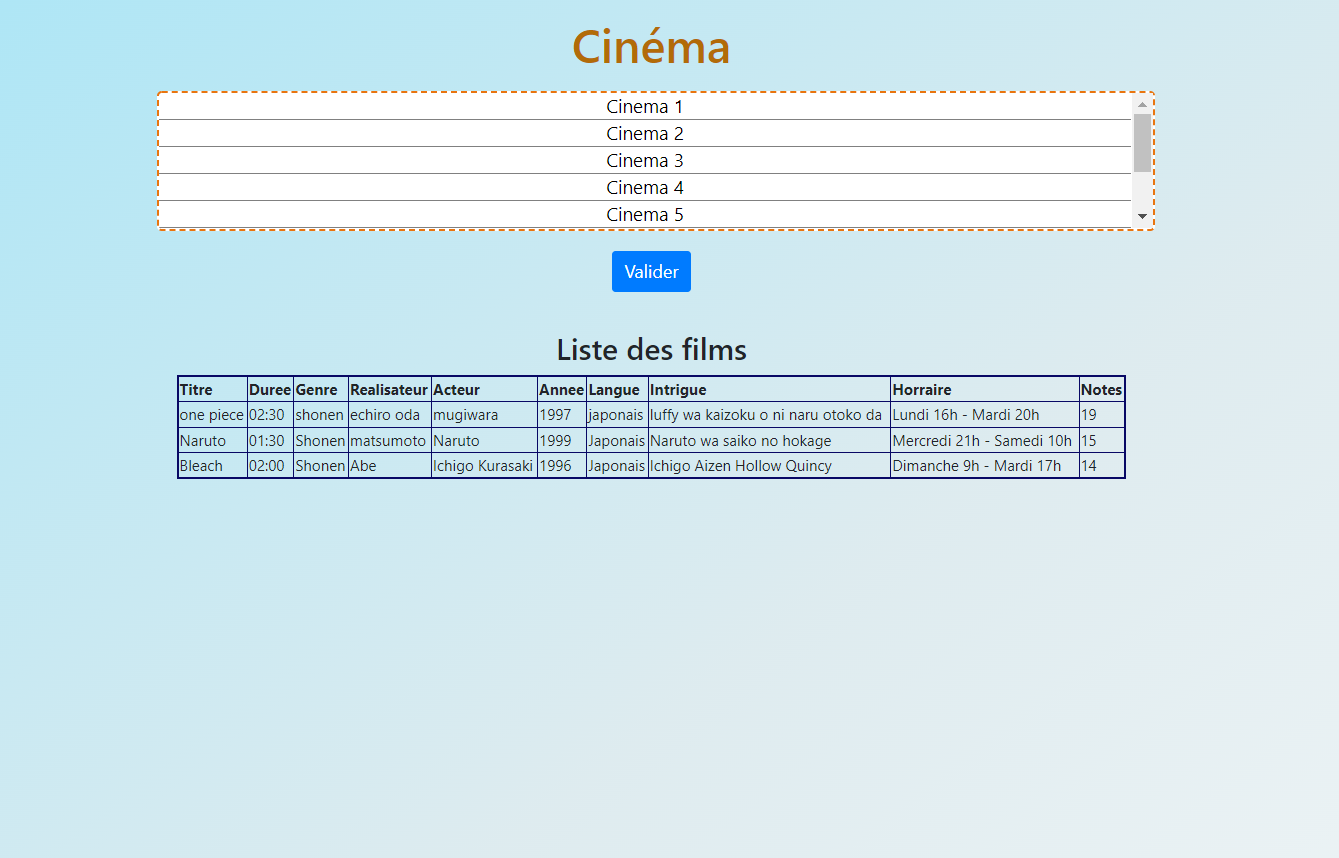 Cinéma
Cinema 1
Cinema 2
Cinema 3
Cinema 4
Cinema 5
Valider
Liste des films
Titre Duree Genre Realisateur Acteur Annee Langue Intrigue Horraire Notes
one piece 02:30 shonen echiro oda mugiwara 1997 japonais luffy wa kaizoku o ni naru otoko da Lundi 16h - Mardi 20h 19
Naruto 01:30 Shonen matsumoto Naruto 1999 Japonais Naruto wa saiko no hokage Mercredi 21h - Samedi 10h 15
Bleach 02:00 Shonen Abe Ichigo Kurasaki 1996 Japonais Ichigo Aizen Hollow Quincy Dimanche 9h - Mardi 17h 14